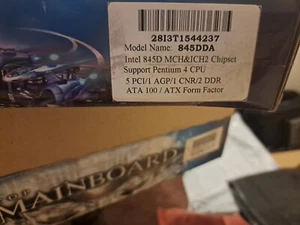 28I3T1544237
Model Name: 845DDA
Intel 845D MCH&ICH2 Chipset
Support Pentium 4 CPU
5 PCI/1 AGP/1 CNR/2 DDR
ATA 100 / ATX Form Factor
MAINBOARD